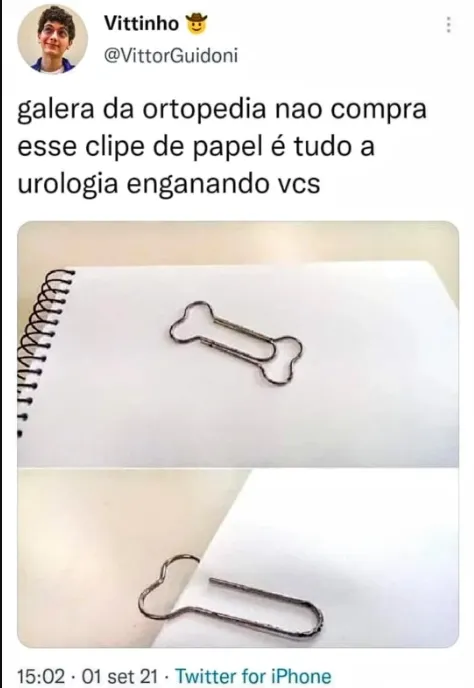 Vittinho 🤠
@VittorGuidoni
galera da ortopedia nao compra
esse clipe de papel é tudo a
urologia enganando vcs
15:02 · 01 set 21 · Twitter for iPhone